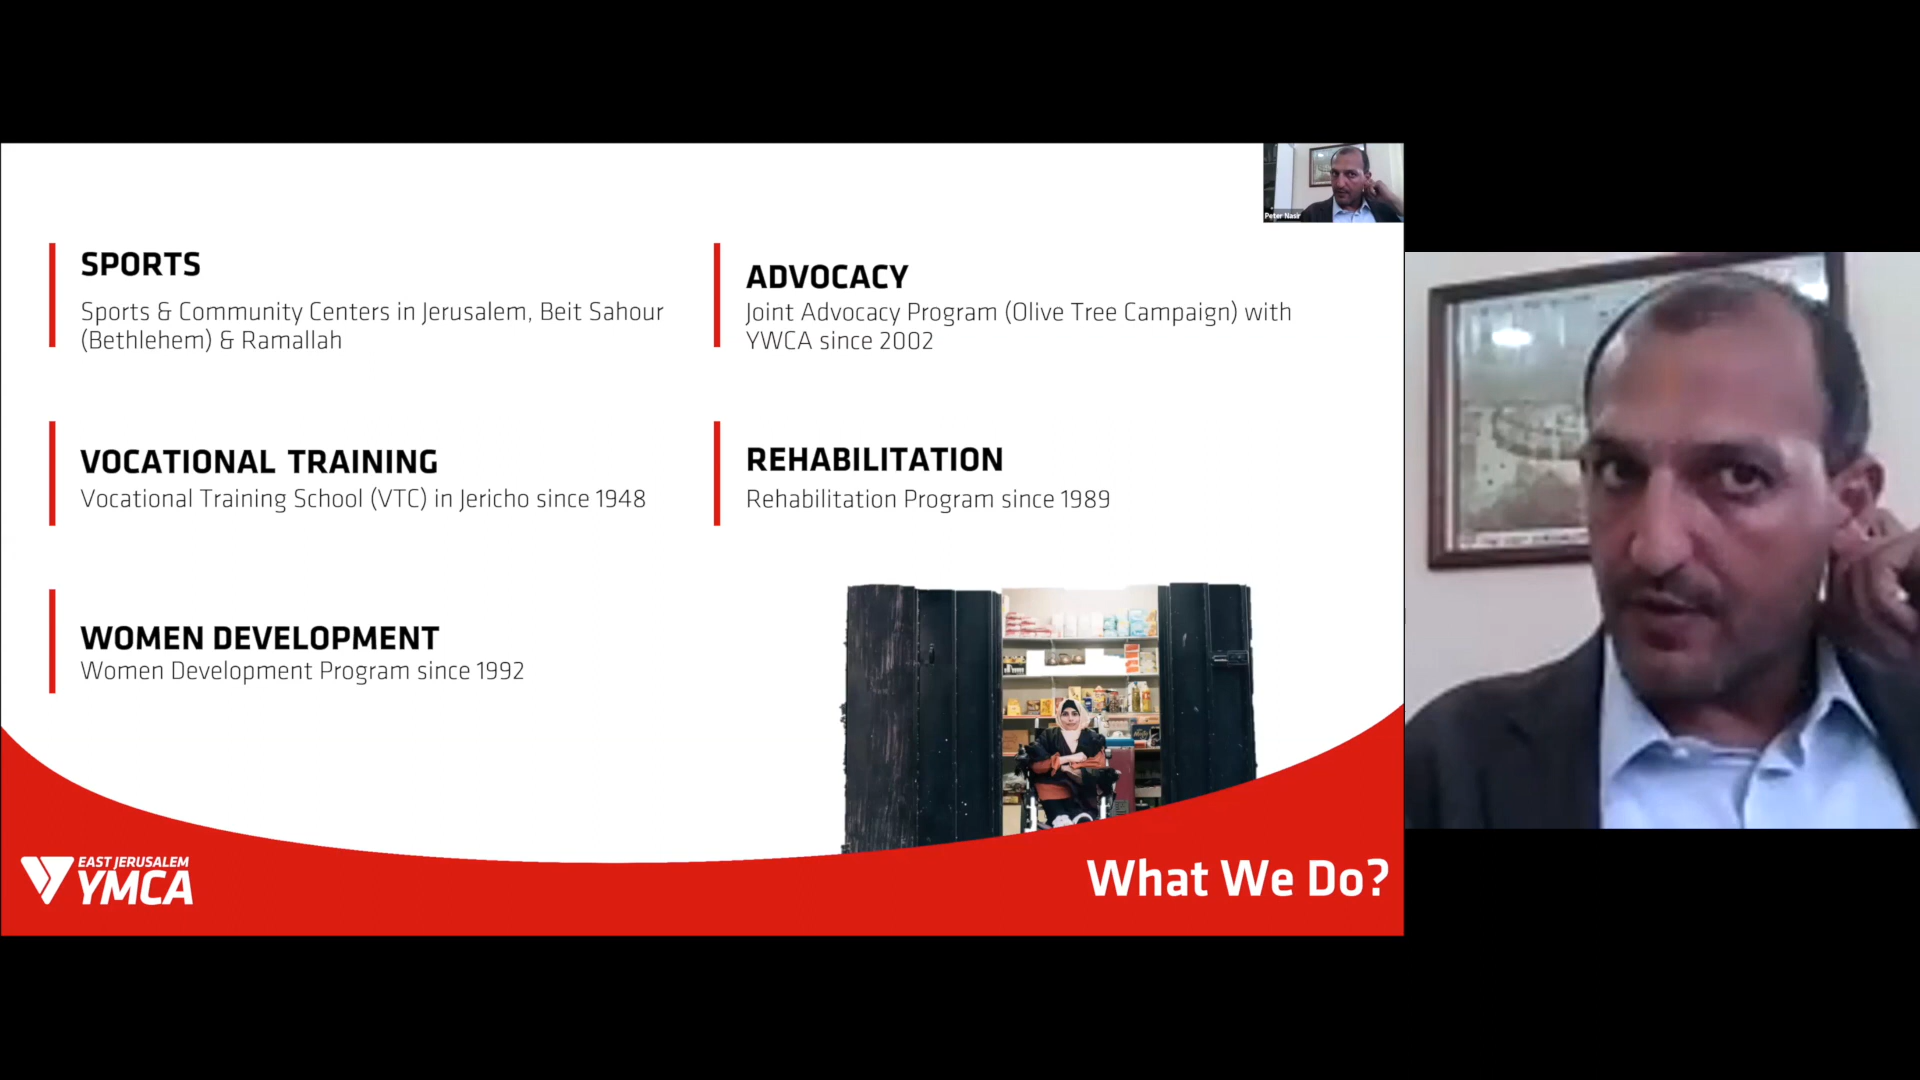 Peter Nasir
SPORTS
Sports & Community Centers in Jerusalem, Beit Sahour
(Bethlehem) & Ramallah
VOCATIONAL TRAINING
Vocational Training School (VTC) in Jericho since 1948
WOMEN DEVELOPMENT
Women Development Program since 1992
ADVOCACY
Joint Advocacy Program (Olive Tree Campaign) with
YWCA since 2002
REHABILITATION
Rehabilitation Program since 1989
EAST JERUSALEM
YMCA
What We Do?